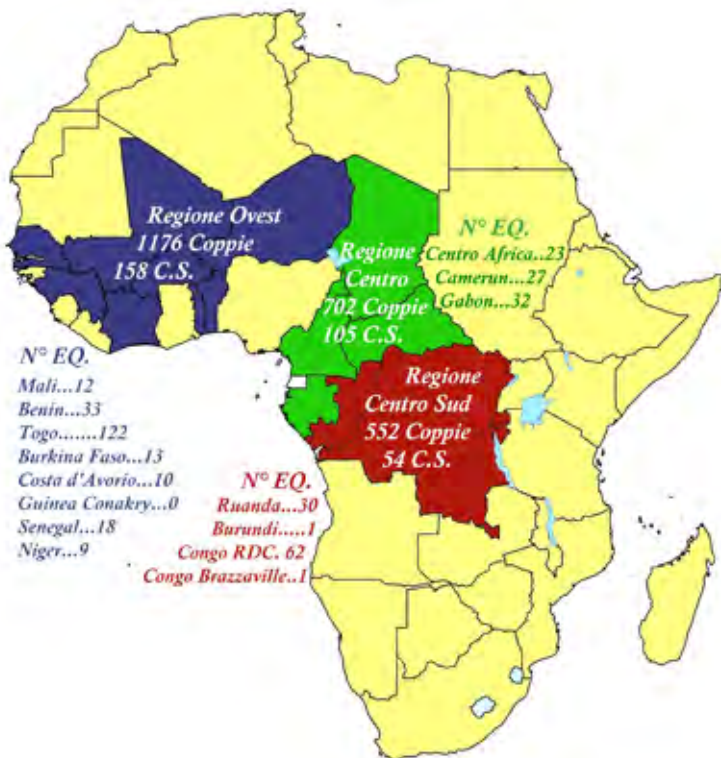 Regione Ovest
1176 Coppie
158 C.S.
Regione
Centro
702 Coppie
105 C.S.
N° EQ.
Centro Africa..23
Camerun...27
Gabon...32
N° EQ.
Mali...12
Benin...33
Togo.......122
Burkina Faso...13
Costa d'Avorio...10
Guinea Conakry...0
Senegal...18
Niger...9
Regione
Centro Sud
552 Coppie
54 C.S.
N° EQ.
Ruanda...30
Burundi.....1
Congo RDC. 62
Congo Brazzaville..1